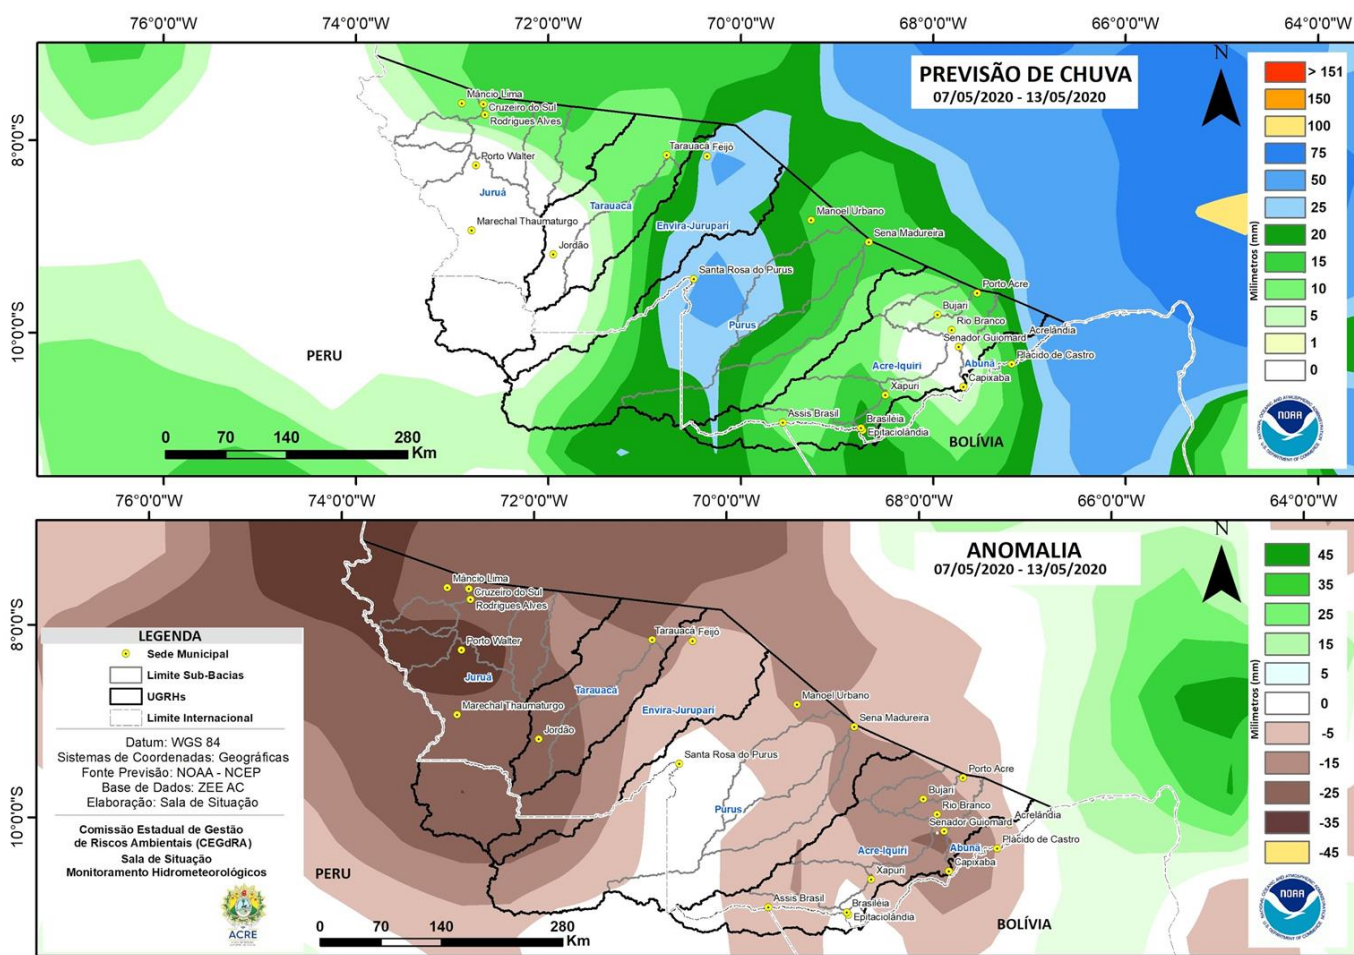 76°0'0"W 74°0'0"W 72°0'0"W 70°0'0"W 68°0'0"W 66°0'0"W 64°0'0"W
PREVISÃO DE CHUVA
07/05/2020 - 13/05/2020
N
> 151
150
100
75
50
25
20
15
10
5
1
0
Milímetros (mm)
8°0'0"S
10°0'0"S
Mâncio Lima
Cruzeiro do Sul
Rodrigues Alves
Porto Walter
Juruá
Marechal Thaumaturgo
Jordão
Tarauacá Feijó
Tarauacá
Envira-Jurupari
Manoel Urbano
Sena Madureira
Santa Rosa do Purus
Purus
Porto Acre
Bujari
Rio Branco
Acrelândia
Senador Guiomard
Plácido de Castro
Acre-Iquiri
Abunã
Capixaba
Xapuri
Assis Brasil
Brasiléia
Epitaciolândia
PERU
BOLÍVIA
0 70 140 280
Km
NOAA
76°0'0"W 74°0'0"W 72°0'0"W 70°0'0"W 68°0'0"W 66°0'0"W 64°0'0"W
ANOMALIA
07/05/2020 - 13/05/2020
N
45
35
25
15
5
0
-5
-15
-25
-35
-45
Milímetros (mm)
8°0'0"S
10°0'0"S
Mâncio Lima
Cruzeiro do Sul
Rodrigues Alves
Porto Walter
Juruá
Marechal Thaumaturgo
Jordão
Tarauacá Feijó
Tarauacá
Envira-Jurupari
Manoel Urbano
Sena Madureira
Santa Rosa do Purus
Purus
Porto Acre
Bujari
Rio Branco
Acrelândia
Senador Guiomard
Plácido de Castro
Acre-Iquiri
Abunã
Capixaba
Xapuri
Assis Brasil
Brasiléia
Epitaciolândia
PERU
BOLÍVIA
0 70 140 280
Km
NOAA
LEGENDA
Sede Municipal
Limite Sub-Bacias
UGRHs
Limite Internacional
Datum: WGS 84
Sistemas de Coordenadas: Geográficas
Fonte Previsão: NOAA - NCEP
Base de Dados: ZEE AC
Elaboração: Sala de Situação
Comissão Estadual de Gestão
de Riscos Ambientais (CEGdRA)
Sala de Situação
Monitoramento Hidrometeorológicos
ACRE